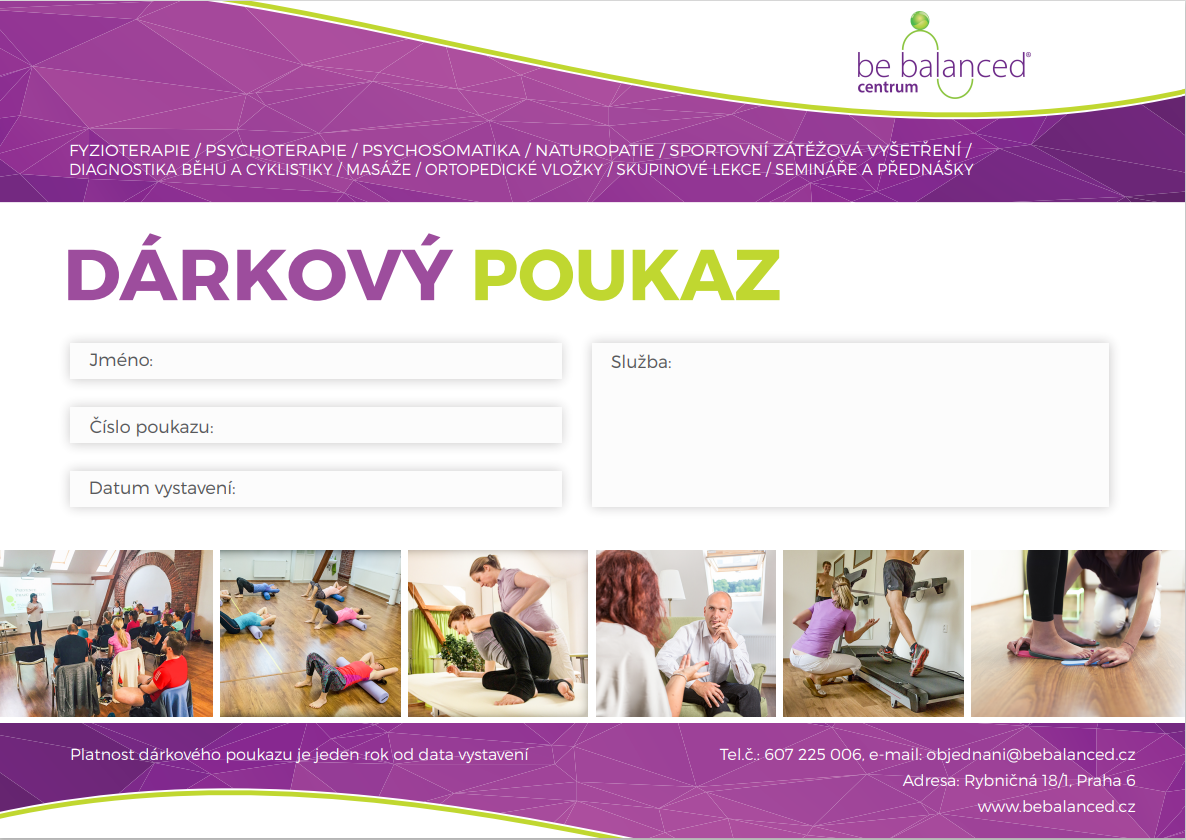 be balanced®
centrum
FYZIOTERAPIE / PSYCHOTERAPIE / PSYCHOSOMATIKA / NATUROPATIE / SPORTOVNÍ ZÁTĚŽOVÁ VYŠETŘENÍ /
DIAGNOSTIKA BĚHU A CYKLISTIKY / MASÁŽE / ORTOPEDICKÉ VLOŽKY / SKUPINOVÉ LEKCE / SEMINÁŘE A PŘEDNÁŠKY
DÁRKOVÝ POUKAZ
Jméno:
Služba:
Číslo poukazu:
Datum vystavení:
Platnost dárkového poukazu je jeden rok od data vystavení
Tel.č.: 607 225 006, e-mail: objednani@bebalanced.cz
Adresa: Rybničná 18/1, Praha 6
www.bebalanced.cz